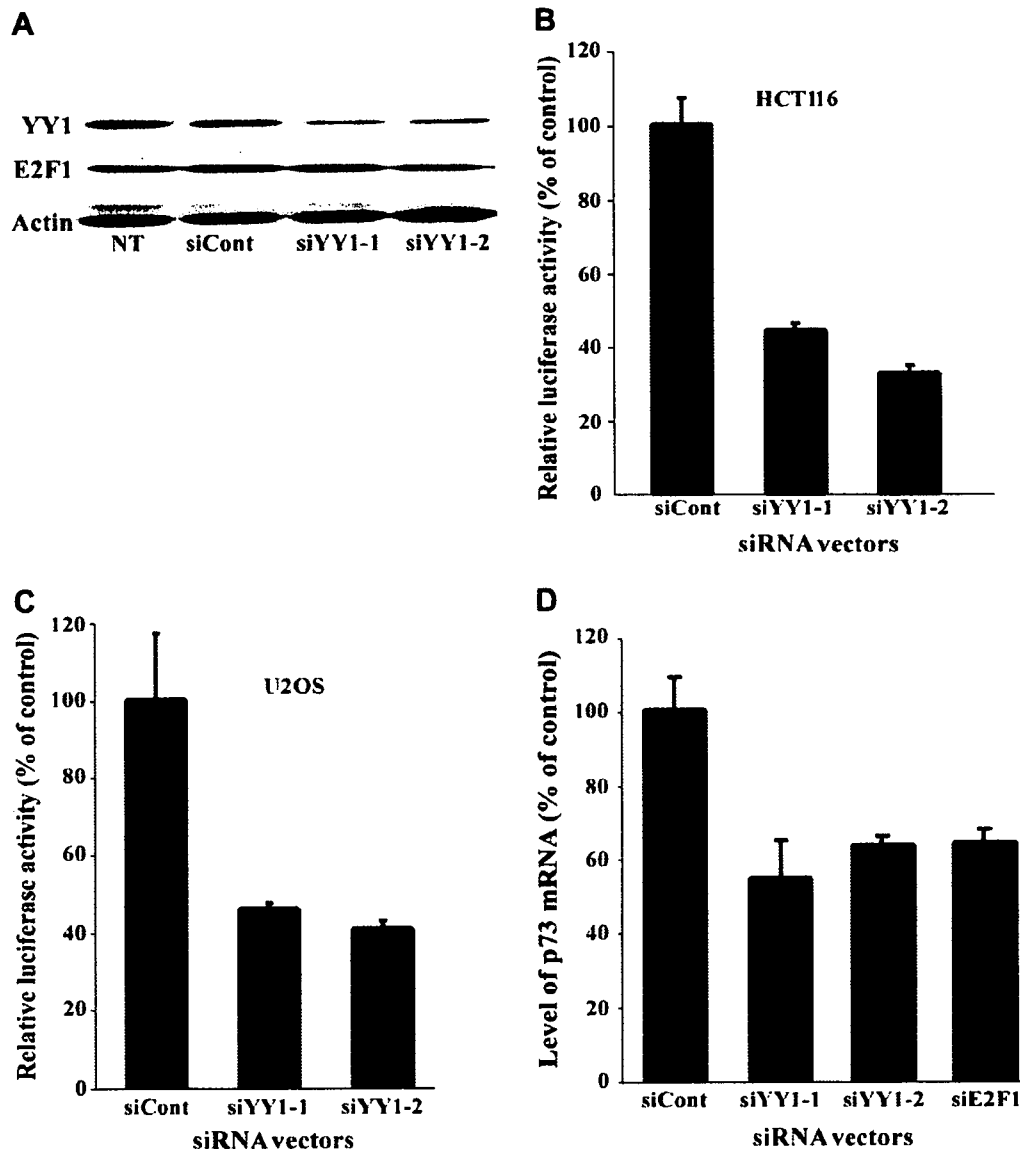 A
YY1
E2F1
Actin
NT siCont siYY1-1 siYY1-2
B
HCT116
Relative luciferase activity (% of control)
120
100
80
60
40
20
0
siCont siYY1-1 siYY1-2
siRNA vectors
C
U2OS
Relative luciferase activity (% of control)
120
100
80
60
40
20
0
siCont siYY1-1 siYY1-2
siRNA vectors
D
Level of p73 mRNA (% of control)
120
100
80
60
40
20
0
siCont siYY1-1 siYY1-2 siE2F1
siRNA vectors